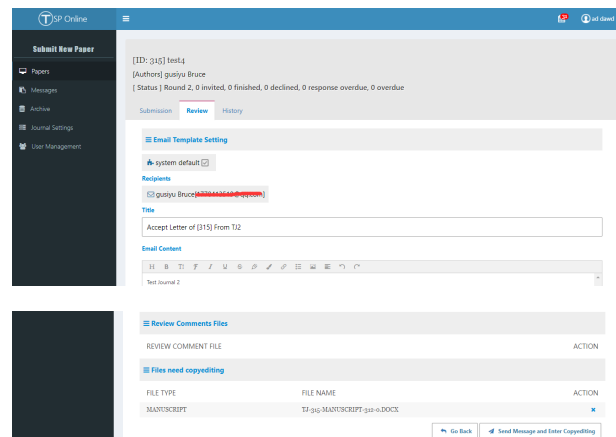 TSP Online
ad dawd
Submit New Paper
Papers
Messages
Archive
Journal Settings
User Management
[ID: 315] test4
[Authors] gusiyu Bruce
[ Status ] Round 2, 0 invited, 0 finished, 0 declined, 0 response overdue, 0 overdue
Submission Review History
Email Template Setting
system default
Recipients
gusiyu Bruce
Title
Accept Letter of [315] From TJ2
Email Content
H B TI F I U S
Test Journal 2
Review Comments Files
REVIEW COMMENT FILE ACTION
Files need copyediting
FILE TYPE FILE NAME ACTION
MANUSCRIPT TJ-315-MANUSCRIPT-312-0.DOCX
Go Back Send Message and Enter Copyediting